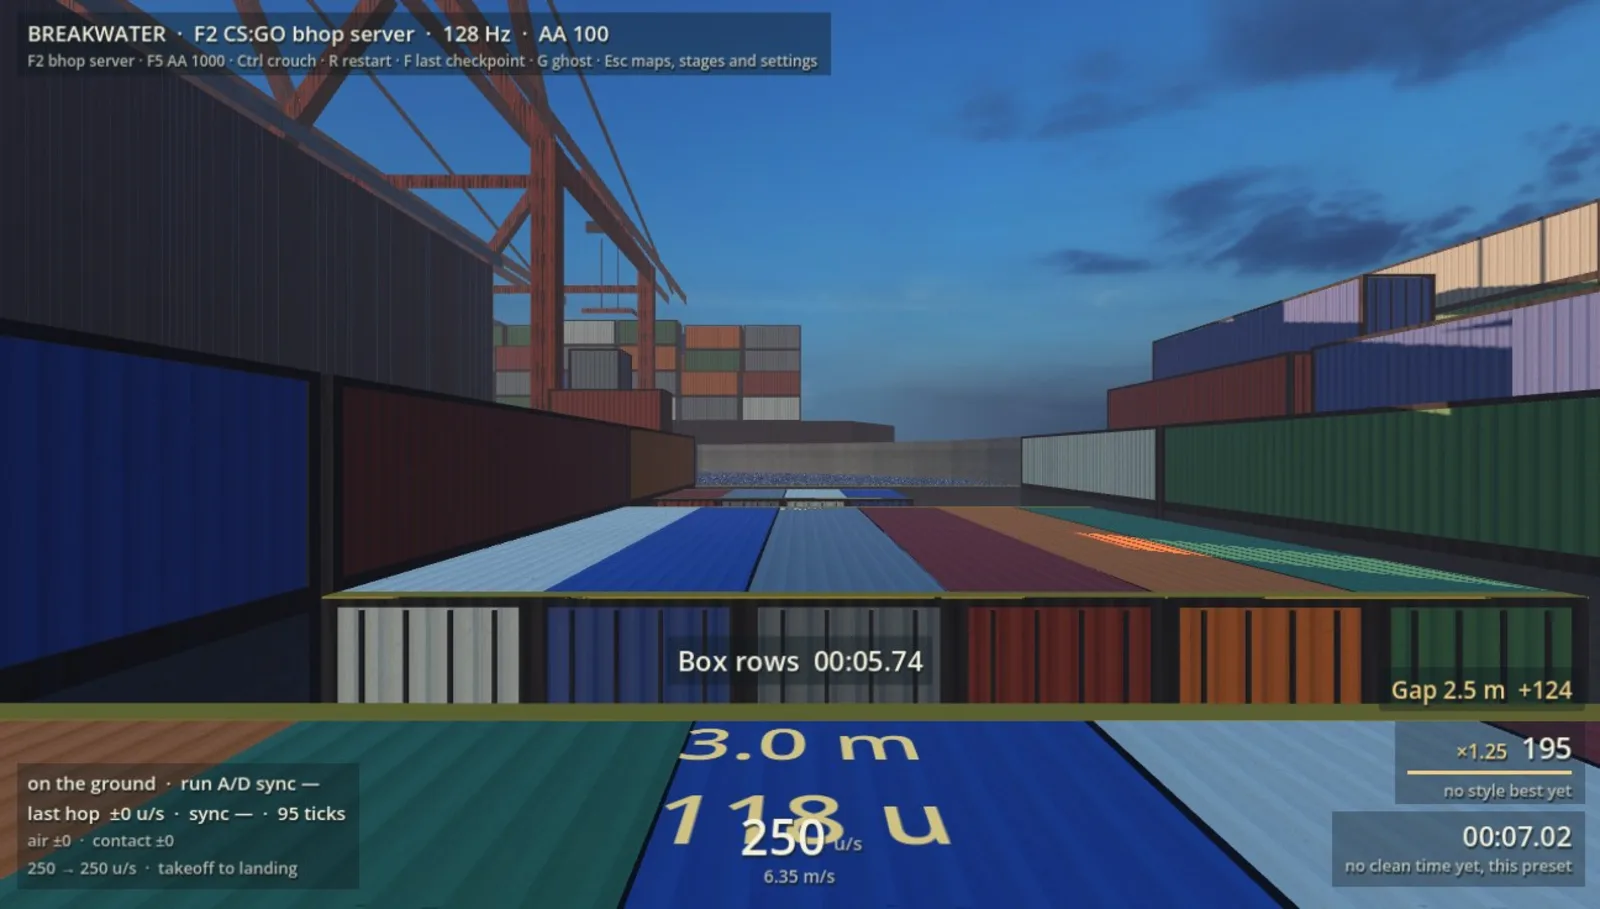 BREAKWATER · F2 CS:GO bhop server · 128 Hz · AA 100
F2 bhop server · F5 AA 1000 · Ctrl crouch · R restart · F last checkpoint · G ghost · Esc maps, stages and settings
Box rows 00:05.74
Gap 2.5 m +124
3.0 m
118 u
×1.25 195
no style best yet
on the ground · run A/D sync —
last hop ±0 u/s · sync — · 95 ticks
air ±0 · contact ±0
250 → 250 u/s · takeoff to landing
250 u/s
6.35 m/s
00:07.02
no clean time yet, this preset